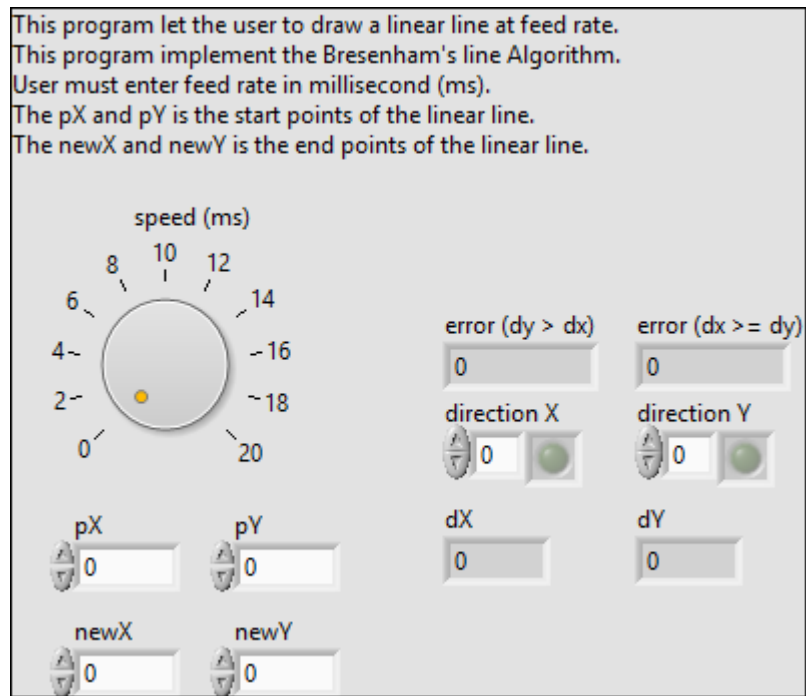 This program let the user to draw a linear line at feed rate.
This program implement the Bresenham's line Algorithm.
User must enter feed rate in millisecond (ms).
The pX and pY is the start points of the linear line.
The newX and newY is the end points of the linear line.
speed (ms)
0
2
4
6
8
10
12
14
16
18
20
error (dy > dx)
0
error (dx >= dy)
0
direction X
0
direction Y
0
pX
0
pY
0
dX
0
dY
0
newX
0
newY
0